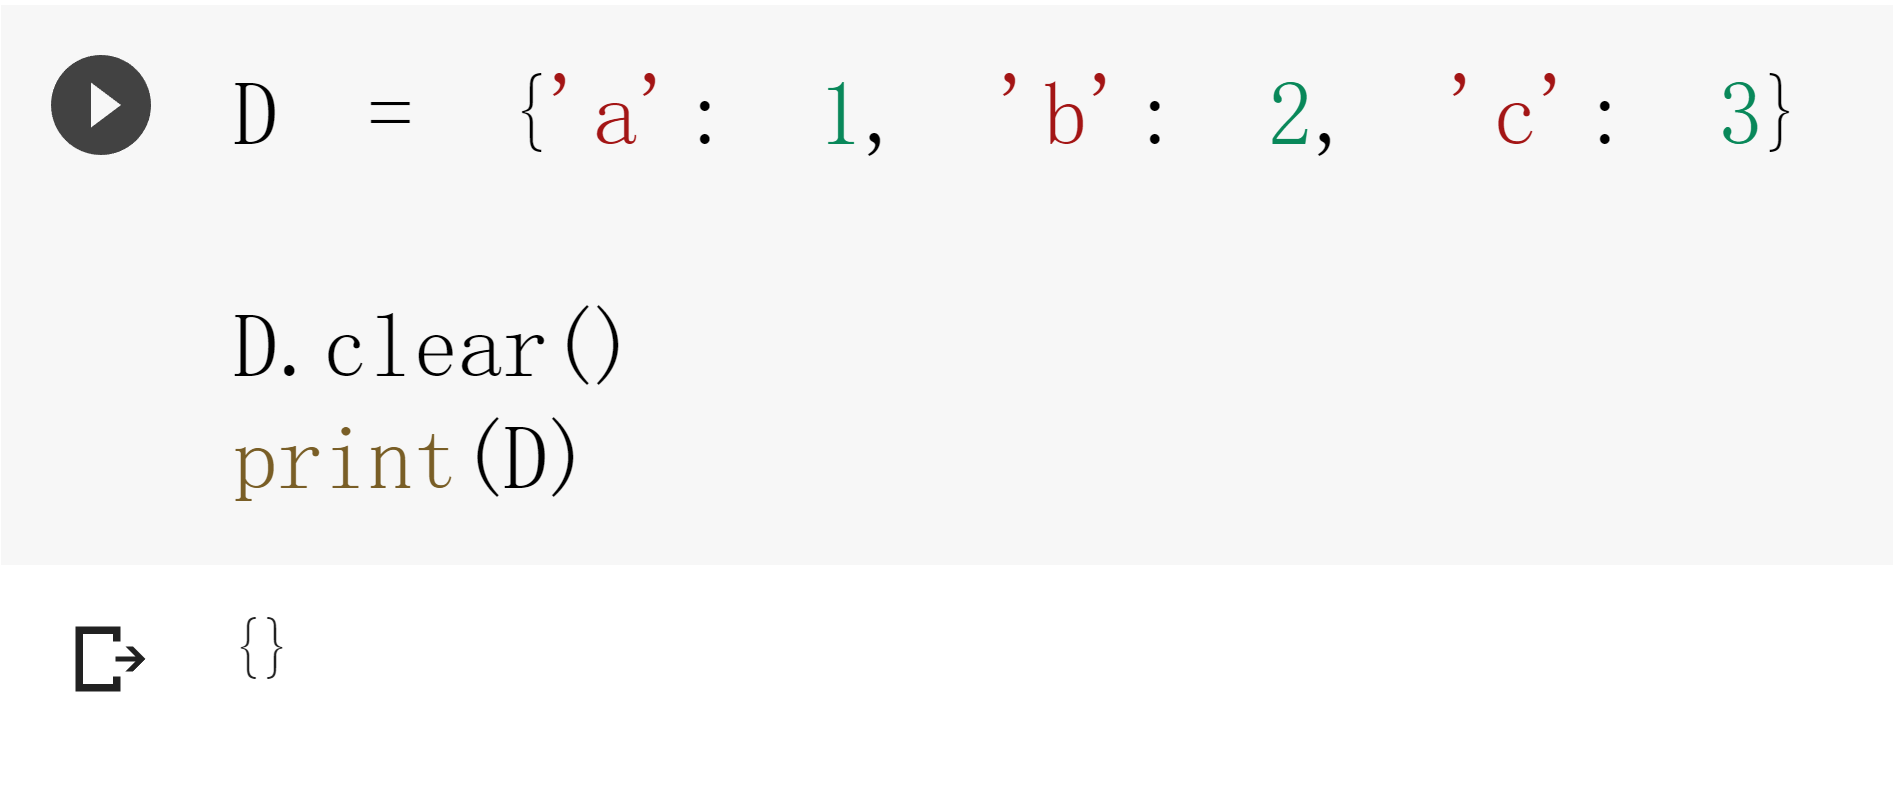 D = {'a': 1, 'b': 2, 'c': 3}
D.clear()
print(D)
{}